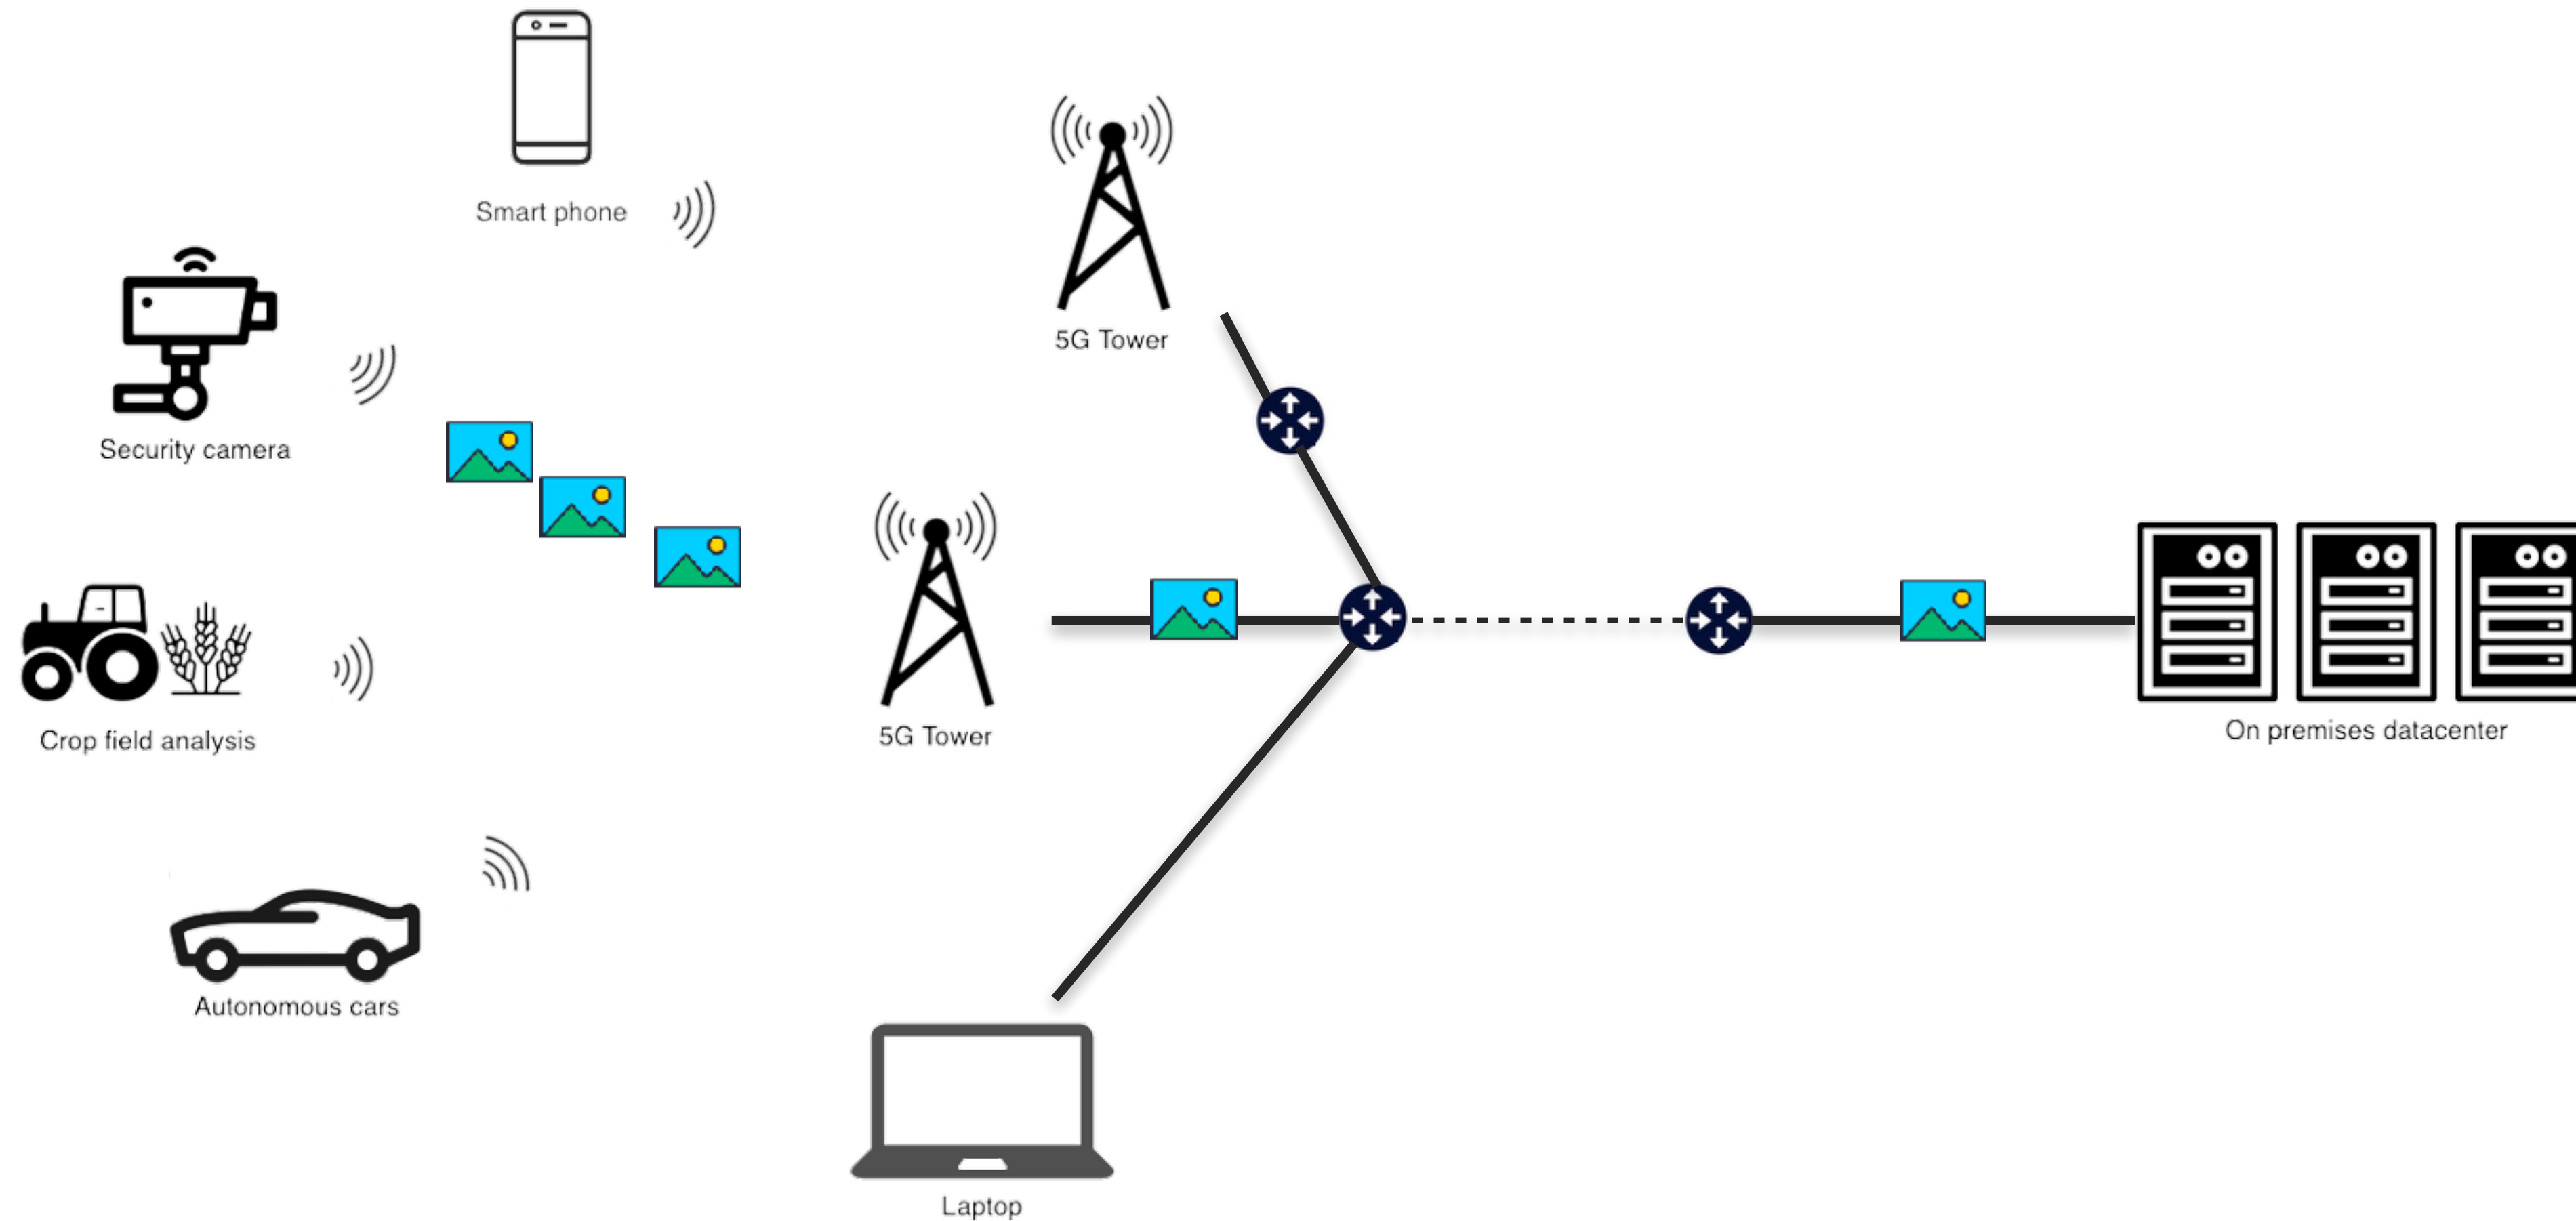 Smart phone
5G Tower
Security camera
Crop field analysis
5G Tower
On premises datacenter
Autonomous cars
Laptop